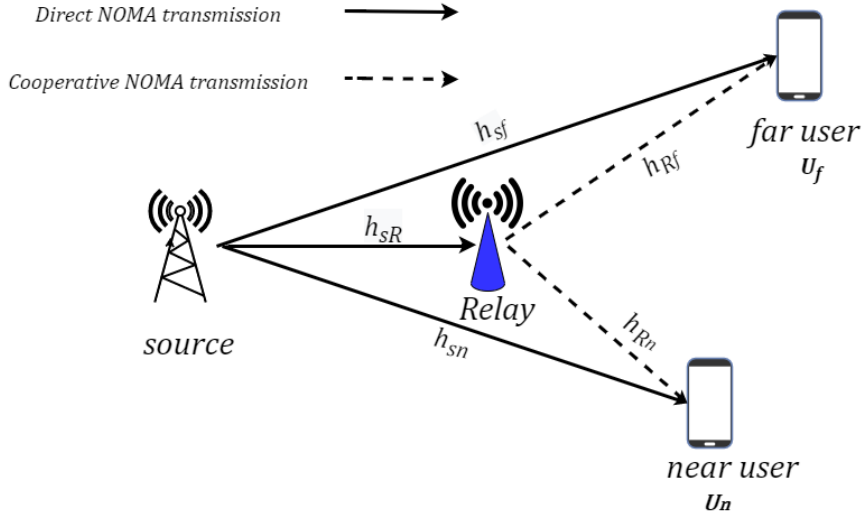 Direct NOMA transmission
Cooperative NOMA transmission
h_sf
far user
U_f
h_Rf
h_sR
Relay
source
h_sn
h_Rn
near user
U_n